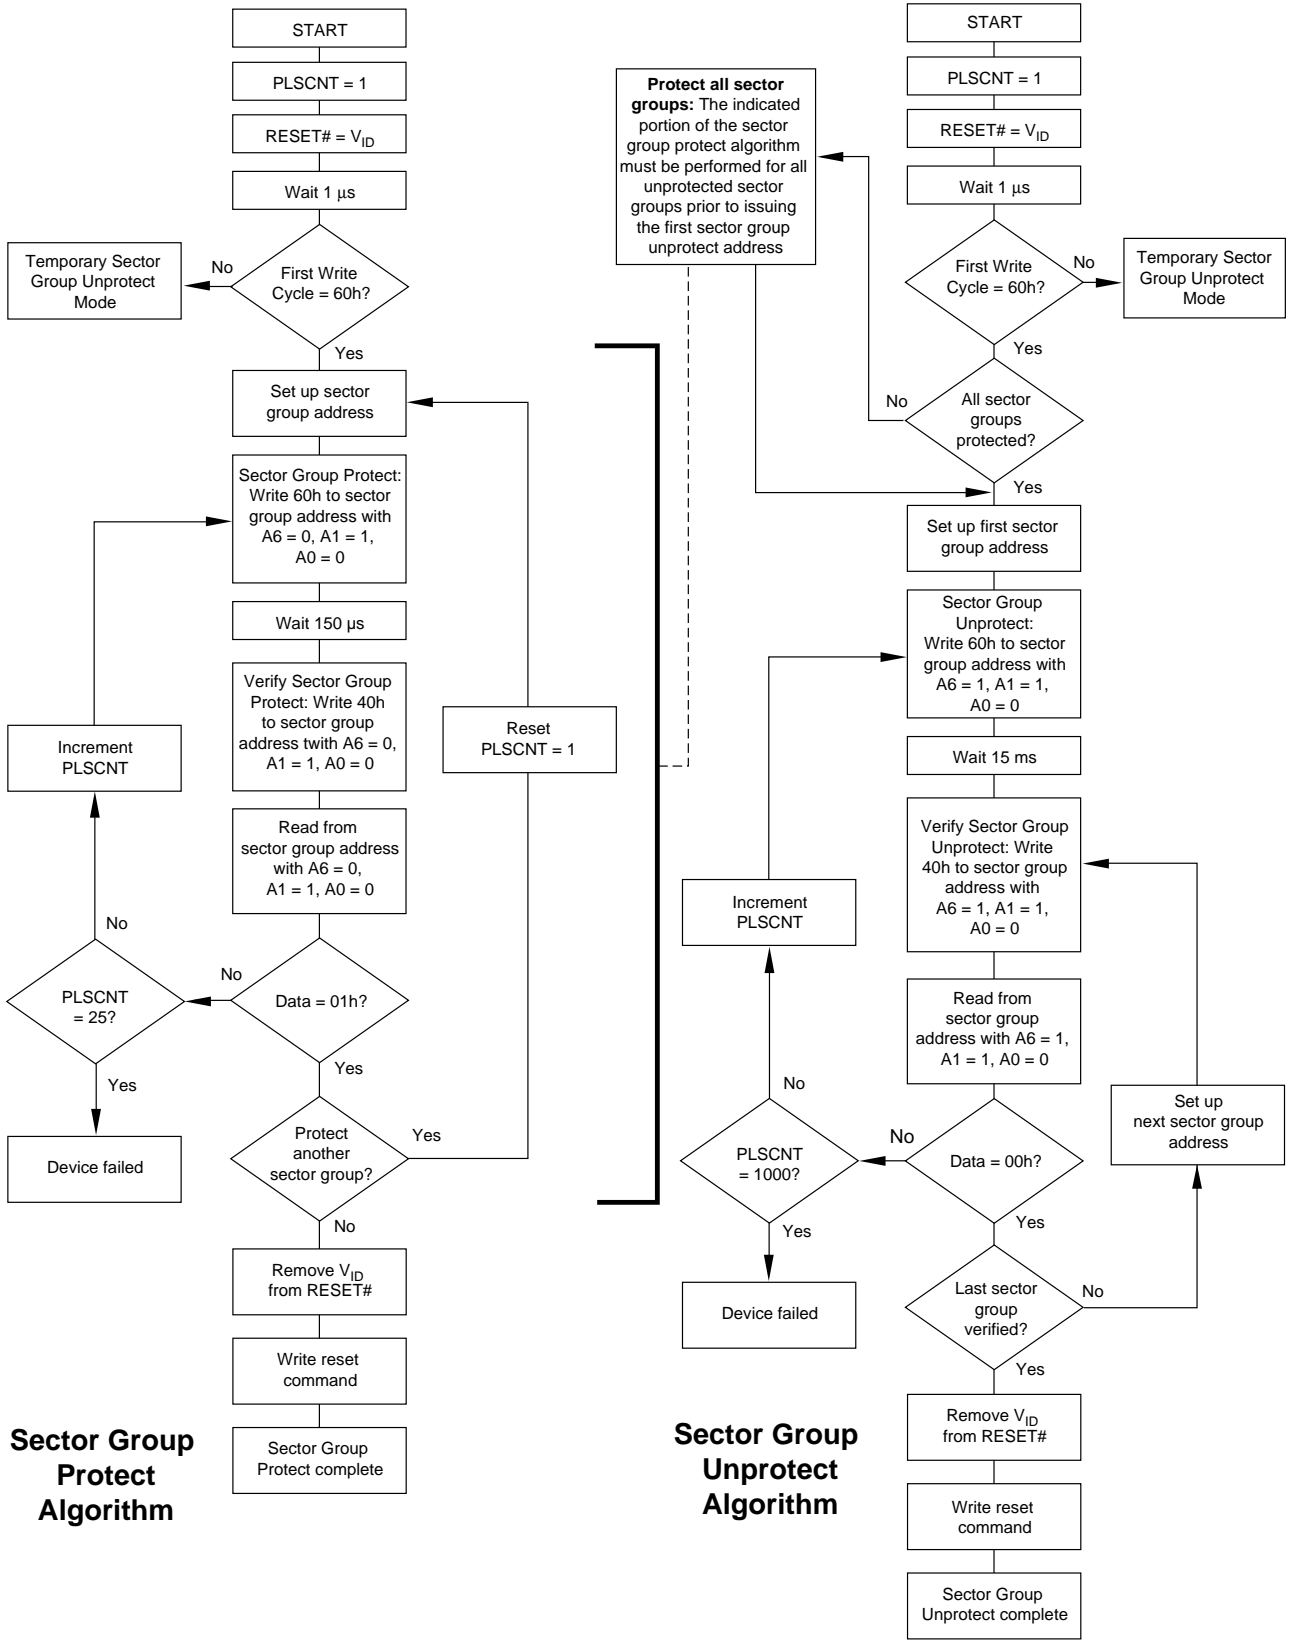 START
PLSCNT = 1
RESET# = VID
Wait 1 μs
First Write
Cycle = 60h?
No
Temporary Sector
Group Unprotect
Mode
Yes
Set up sector
group address
Sector Group Protect:
Write 60h to sector
group address with
A6 = 0, A1 = 1,
A0 = 0
Wait 150 µs
Verify Sector Group
Protect: Write 40h
to sector group
address twith A6 = 0,
A1 = 1, A0 = 0
Reset
PLSCNT = 1
Increment
PLSCNT
Read from
sector group address
with A6 = 0,
A1 = 1, A0 = 0
No
PLSCNT
= 25?
No
Data = 01h?
Yes
Yes
Device failed
Protect
another
sector group?
Yes
No
Remove VID
from RESET#
Write reset
command
Sector Group
Protect complete
Sector Group
Protect
Algorithm
START
PLSCNT = 1
RESET# = VID
Wait 1 μs
Protect all sector
groups: The indicated
portion of the sector
group protect algorithm
must be performed for all
unprotected sector
groups prior to issuing
the first sector group
unprotect address
First Write
Cycle = 60h?
No
Temporary Sector
Group Unprotect
Mode
Yes
No
All sector
groups
protected?
Yes
Set up first sector
group address
Sector Group
Unprotect:
Write 60h to sector
group address with
A6 = 1, A1 = 1,
A0 = 0
Wait 15 ms
Verify Sector Group
Unprotect: Write
40h to sector group
address with
A6 = 1, A1 = 1,
A0 = 0
Increment
PLSCNT
Read from
sector group
address with A6 = 1,
A1 = 1, A0 = 0
No
Set up
next sector group
address
PLSCNT
= 1000?
No
Data = 00h?
Yes
Yes
Device failed
Last sector
group
verified?
No
Yes
Remove VID
from RESET#
Write reset
command
Sector Group
Unprotect complete
Sector Group
Unprotect
Algorithm